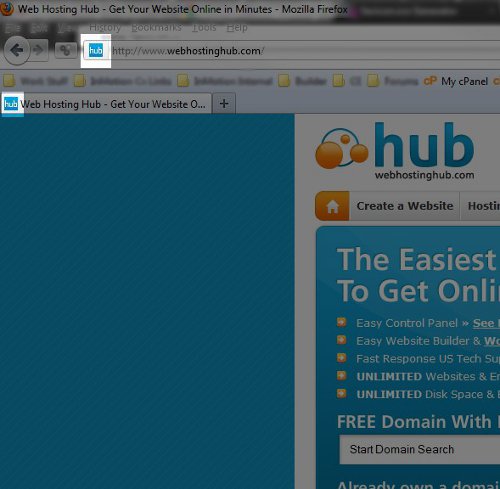 Web Hosting Hub - Get Your Website Online in Minutes - Mozilla Firefox
File Edit View History Bookmarks Tools Help
hub http://www.webhostinghub.com/
Work Stuff InMotion Co Links InMotion Internal Builder CE Forums cP My cPanel
hub Web Hosting Hub - Get Your Website O... +
hub
webhostinghub.com
Create a Website Hostin
The Easiest
To Get Onli
Easy Control Panel » See
Easy Website Builder & Wo
Fast Response US Tech Su
UNLIMITED Websites & E
UNLIMITED Disk Space &
FREE Domain With
Start Domain Search
Already own a doma